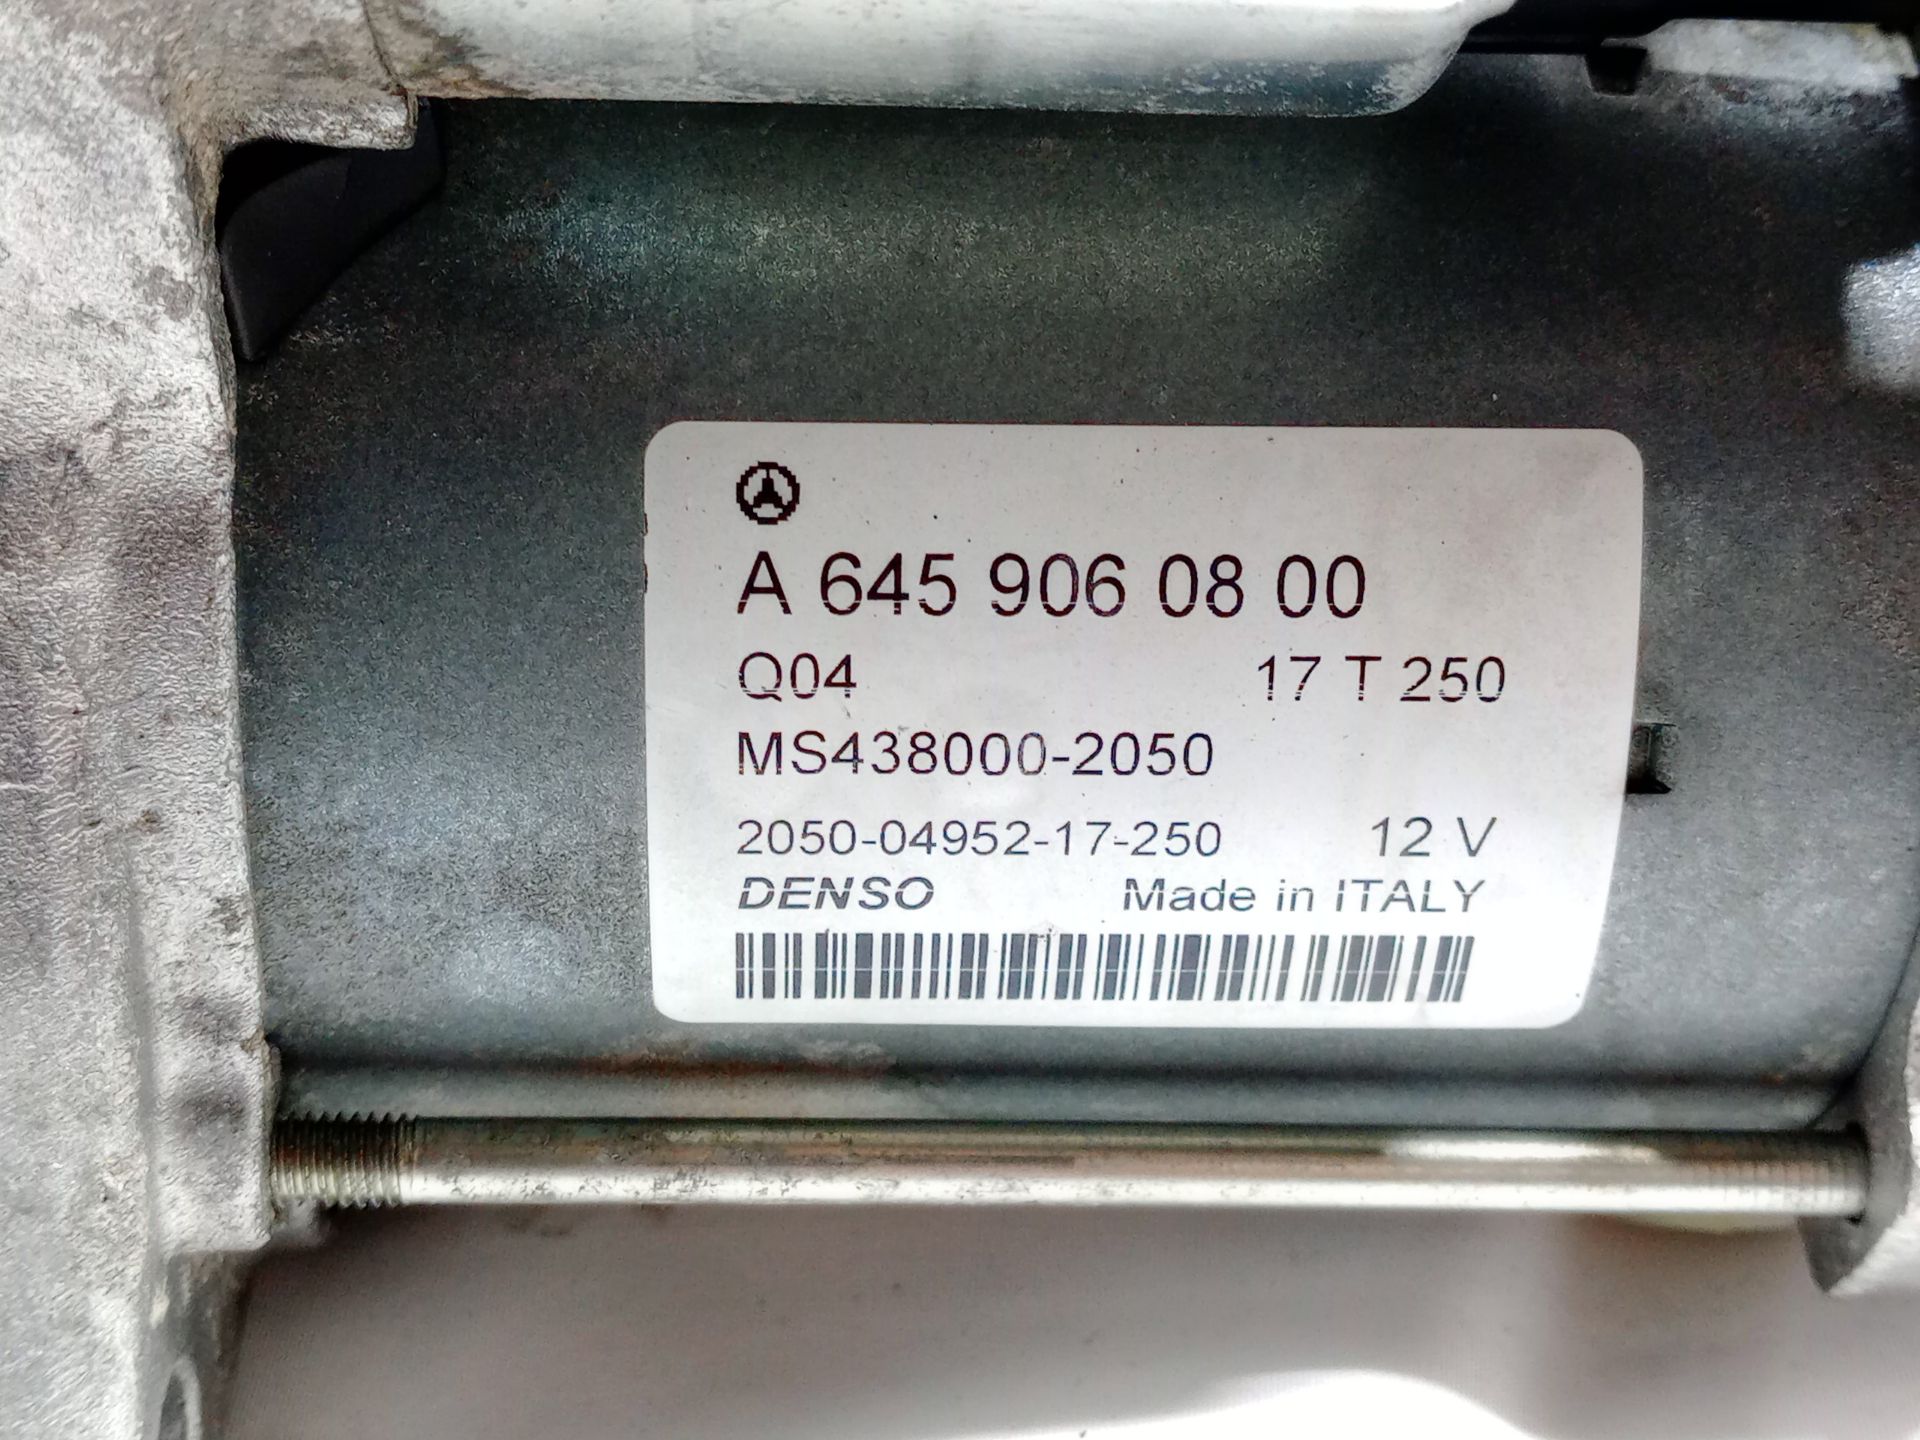 A 645 906 08 00
Q04 17 T 250
MS438000-2050
2050-04952-17-250 12 V
DENSO Made in ITALY